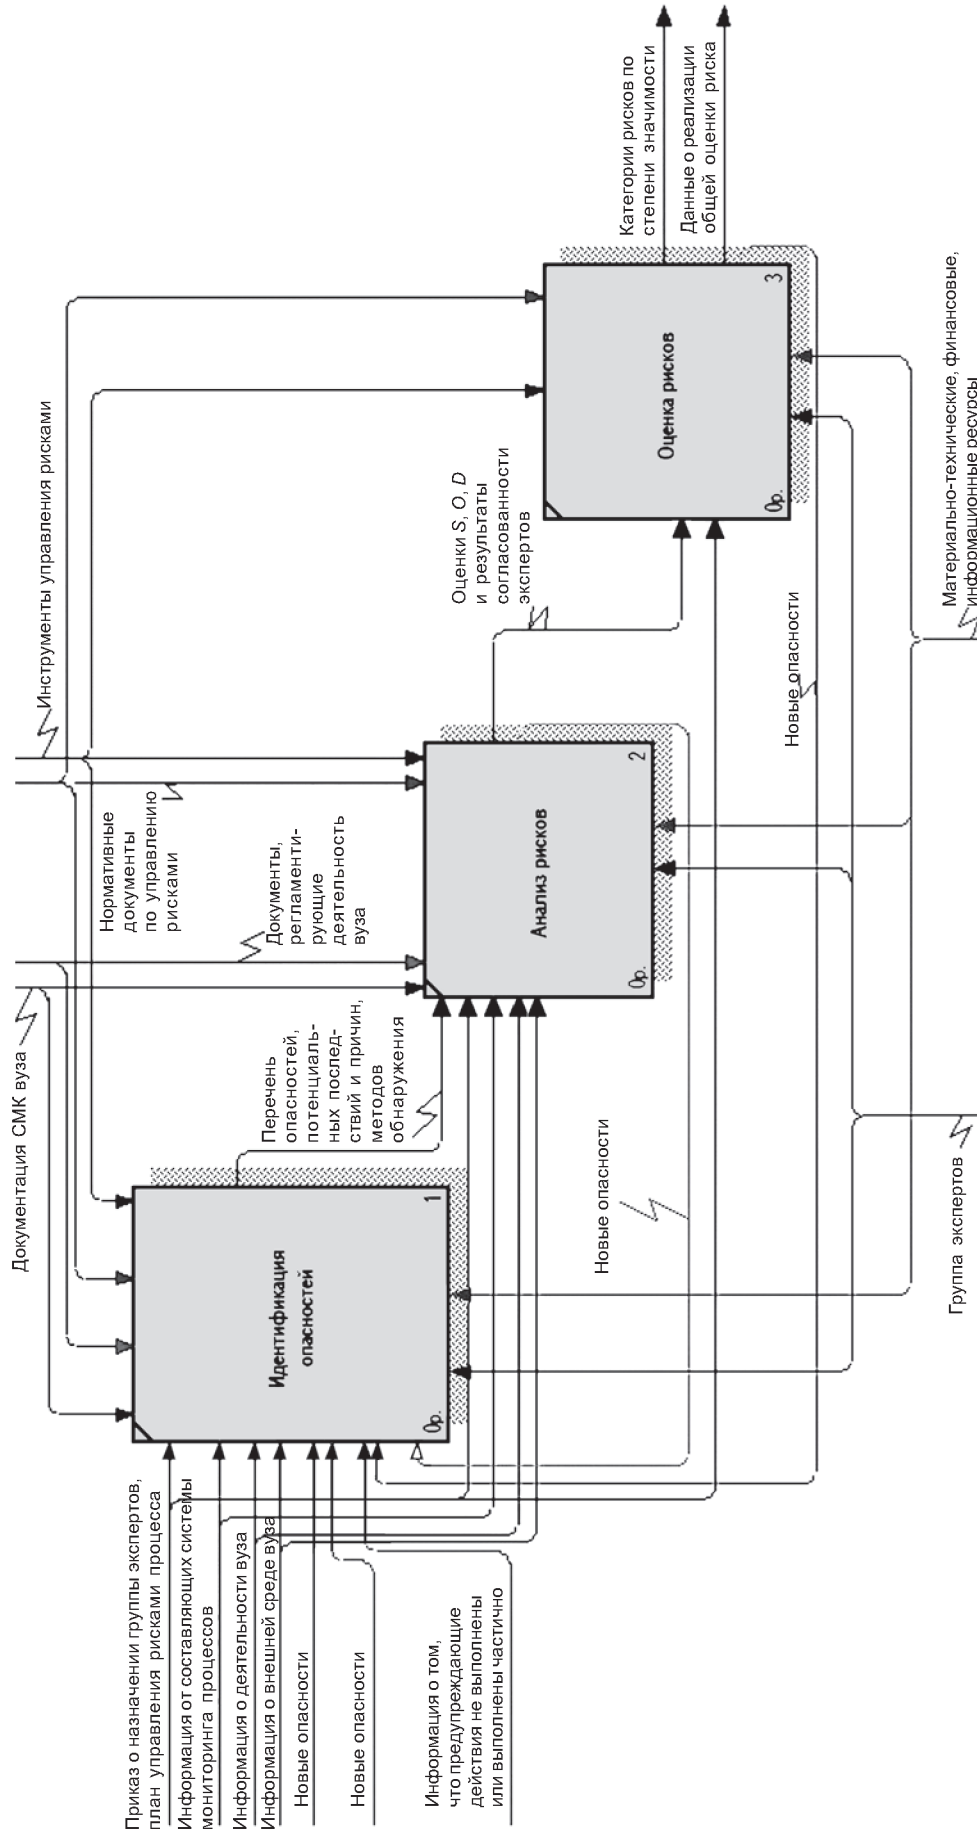 Приказ о назначении группы экспертов,
план управления рисками процесса
Информация от составляющих системы
мониторинга процессов
Информация о деятельности вуза
Информация о внешней среде вуза
Новые опасности
Новые опасности
Информация о том,
что предупреждающие
действия не выполнены
или выполнены частично
Документация СМК вуза
Документы,
регламенти-
рующие
деятельность
вуза
Нормативные
документы
по управлению
рисками
Инструменты управления рисками
Идентификация
опасностей
0р.
1
Перечень
опасностей,
потенциаль-
ных послед-
ствий и причин,
методов
обнаружения
Анализ рисков
0р.
2
Оценки S, O, D
и результаты
согласованности
экспертов
Оценка рисков
0р.
3
Категории рисков по
степени значимости
Данные о реализации
общей оценки риска
Новые опасности
Новые опасности
Группа экспертов
Материально-технические, финансовые,
информационные ресурсы